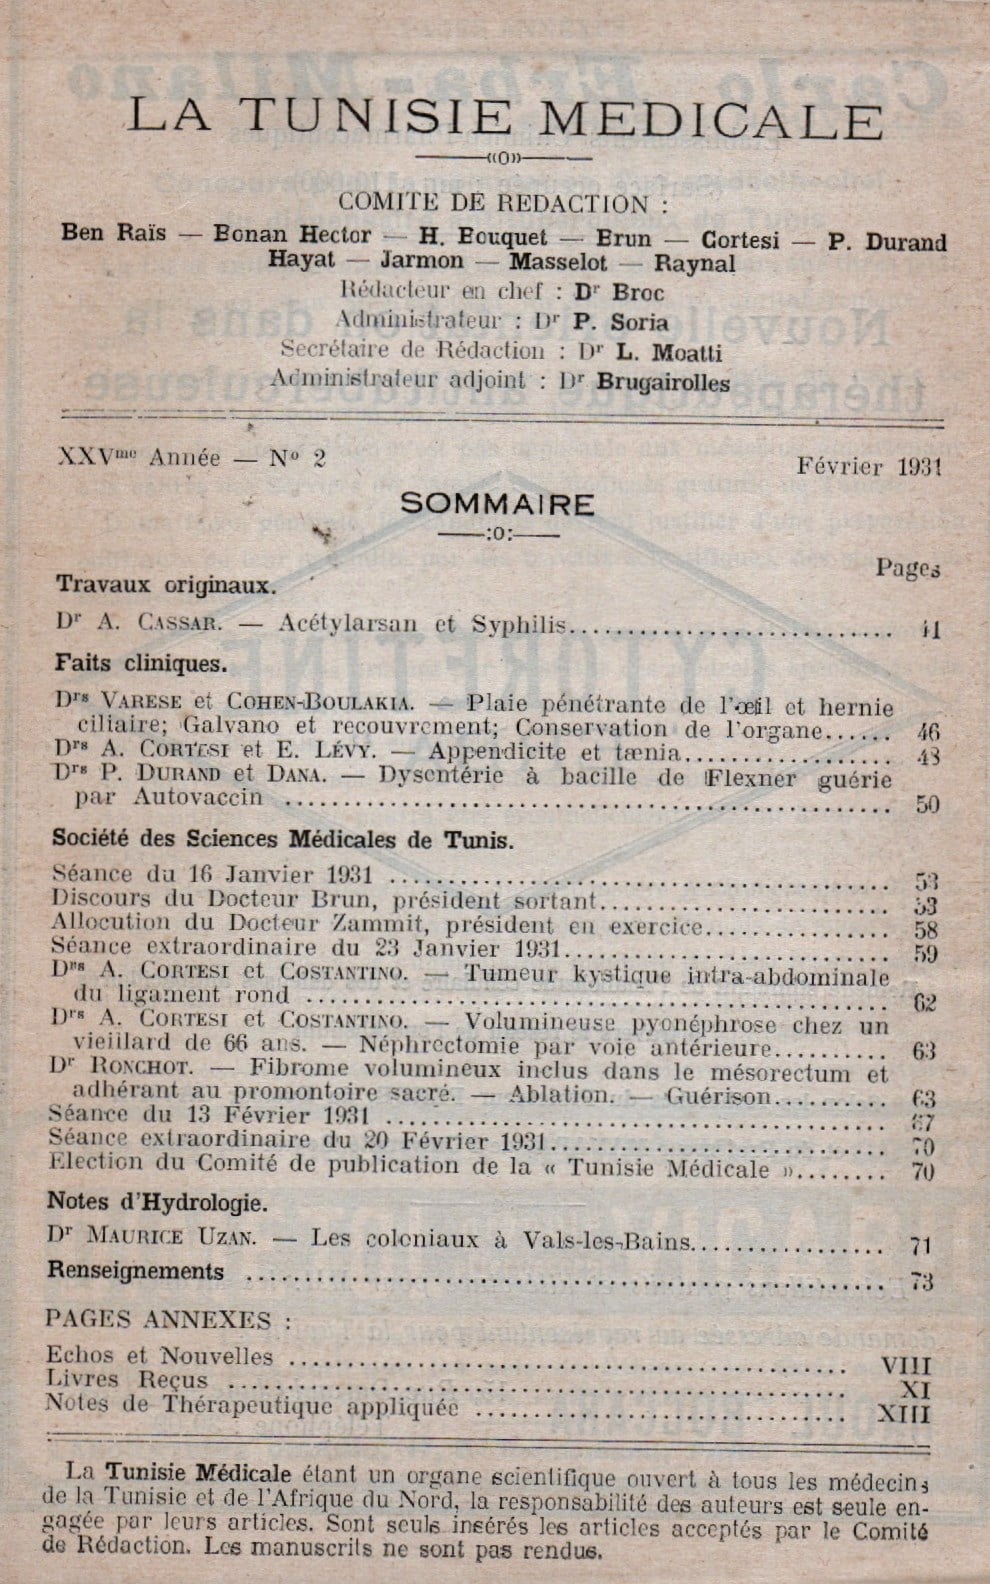 LA TUNISIE MEDICALE
«O»
COMITE DE REDACTION :
Ben Raïs — Bonan Hector — H. Bouquet — Brun — Cortesi — P. Durand
Hayat — Jarmon — Masselot — Raynal
Rédacteur en chef : Dr Broc
Administrateur : Dr P. Soria
Secrétaire de Rédaction : Dr L. Moatti
Administrateur adjoint : Dr Brugairolles
XXVme Année — No 2
Février 1931
SOMMAIRE
:o:
Pages
Travaux originaux.
Dr A. CASSAR. — Acétylarsan et Syphilis............................ 41
Faits cliniques.
Drs VARESE et COHEN-BOULAKIA. — Plaie pénétrante de l'œil et hernie
ciliaire; Galvano et recouvrement; Conservation de l'organe...... 46
Drs A. CORTESI et E. LÉVY. — Appendicite et tænia.................. 48
Drs P. DURAND et DANA. — Dysentérie à bacille de Flexner guérie
par Autovaccin .................................................... 50
Société des Sciences Médicales de Tunis.
Séance du 16 Janvier 1931 .......................................... 53
Discours du Docteur Brun, président sortant........................ 53
Allocution du Docteur Zammit, président en exercice................ 58
Séance extraordinaire du 23 Janvier 1931........................... 59
Drs A. CORTESI et COSTANTINO. — Tumeur kystique intra-abdominale
du ligament rond .................................................. 62
Drs A. CORTESI et COSTANTINO. — Volumineuse pyonéphrose chez un
vieillard de 66 ans. — Néphrectomie par voie antérieure.......... 63
Dr RONCHOT. — Fibrome volumineux inclus dans le mésorectum et
adhérant au promontoire sacré. — Ablation. — Guérison.......... 63
Séance du 13 Février 1931 .......................................... 67
Séance extraordinaire du 20 Février 1931........................... 70
Election du Comité de publication de la « Tunisie Médicale »........ 70
Notes d'Hydrologie.
Dr MAURICE UZAN. — Les coloniaux à Vals-les-Bains................. 71
Renseignements ..................................................... 73
PAGES ANNEXES :
Echos et Nouvelles .............................................. VIII
Livres Reçus .................................................... XI
Notes de Thérapeutique appliquée ................................ XIII
La Tunisie Médicale étant un organe scientifique ouvert à tous les médecins
de la Tunisie et de l'Afrique du Nord, la responsabilité des auteurs est seule en-
gagée par leurs articles. Sont seuls insérés les articles acceptés par le Comité
de Rédaction. Les manuscrits ne sont pas rendus.